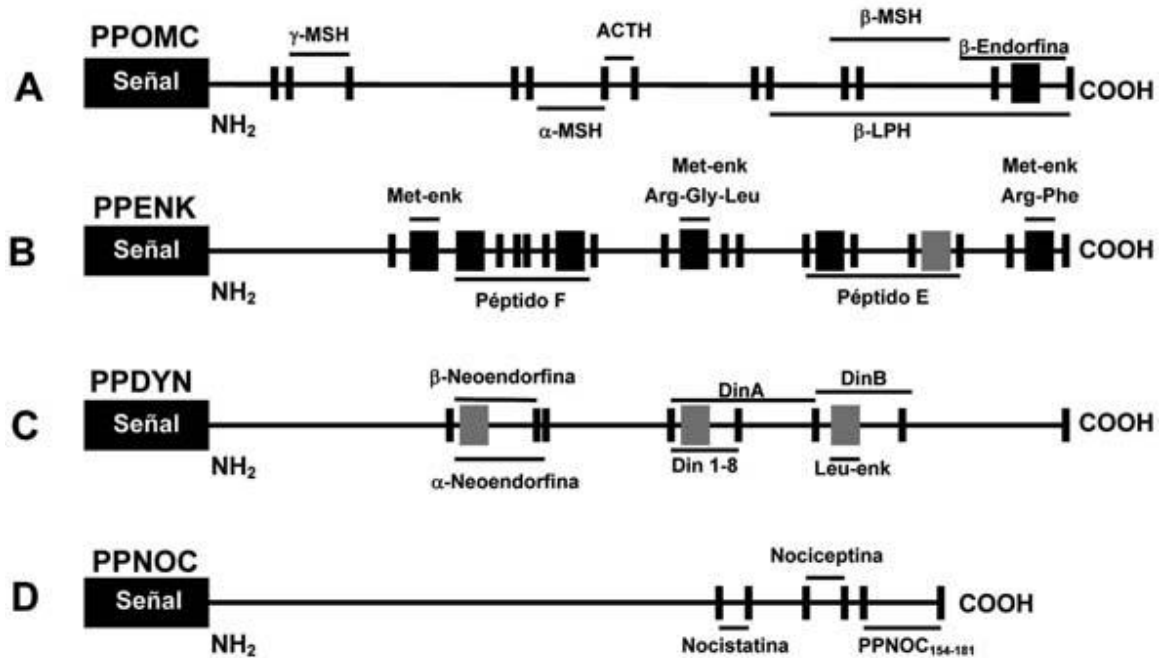 PPOMC
γ-MSH
ACTH
β-MSH
β-Endorfina
A
Señal
COOH
NH₂
α-MSH
β-LPH
PPENK
Met-enk
Met-enk
Arg-Gly-Leu
Met-enk
Arg-Phe
B
Señal
COOH
NH₂
Péptido F
Péptido E
PPDYN
β-Neoendorfina
DinA
DinB
C
Señal
COOH
NH₂
α-Neoendorfina
Din 1-8
Leu-enk
PPNOC
Nociceptina
D
Señal
COOH
NH₂
Nocistatina
PPNOC₁₅₄₋₁₈₁